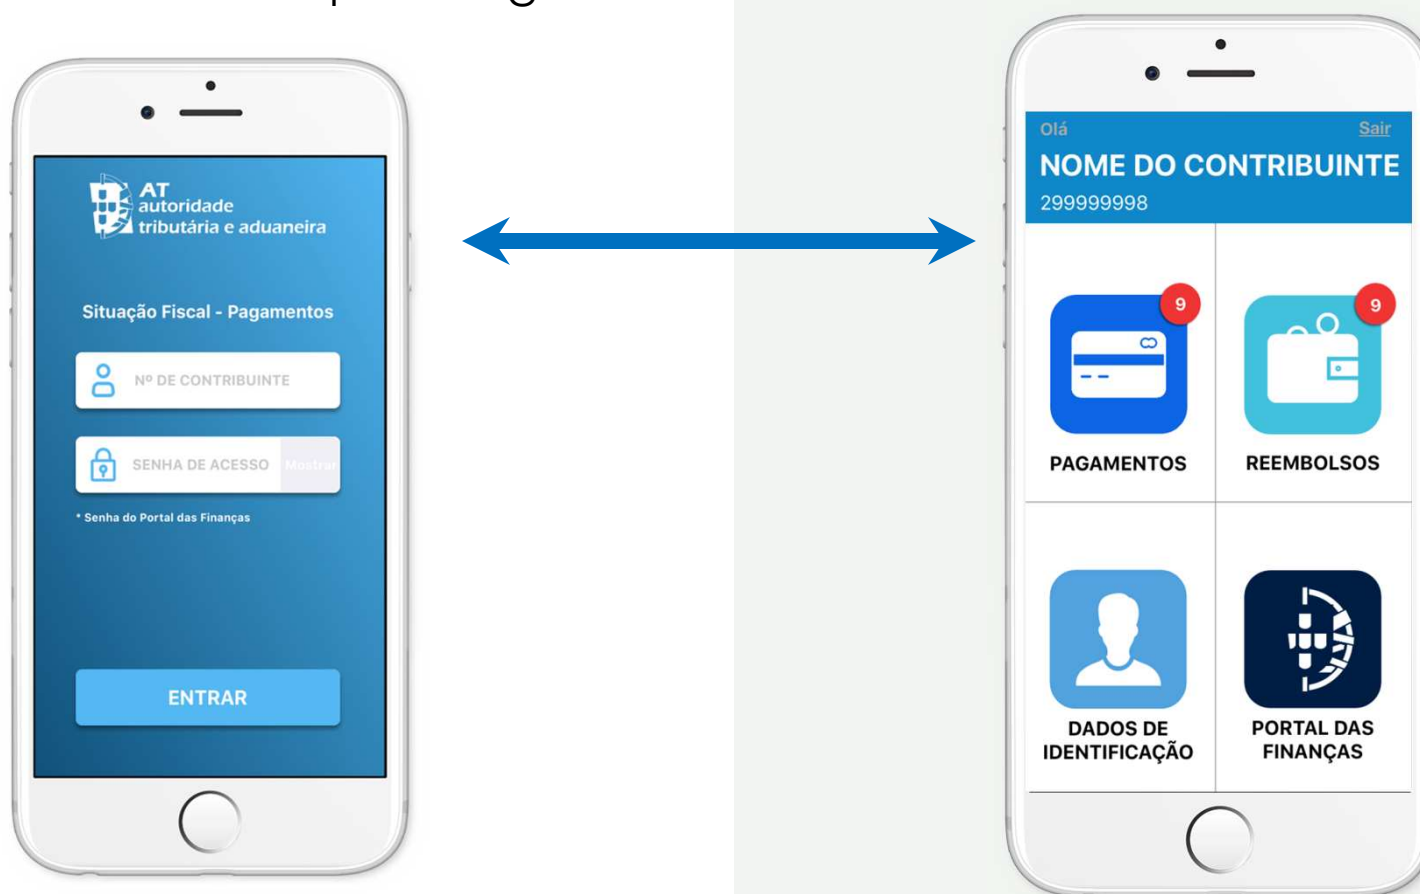 AT
autoridade
tributária e aduaneira
Situação Fiscal - Pagamentos
Nº DE CONTRIBUINTE
SENHA DE ACESSO Mostrar
* Senha do Portal das Finanças
ENTRAR
Olá Sair
NOME DO CONTRIBUINTE
299999998
9 9
PAGAMENTOS REEMBOLSOS
DADOS DE
IDENTIFICAÇÃO
PORTAL DAS
FINANÇAS